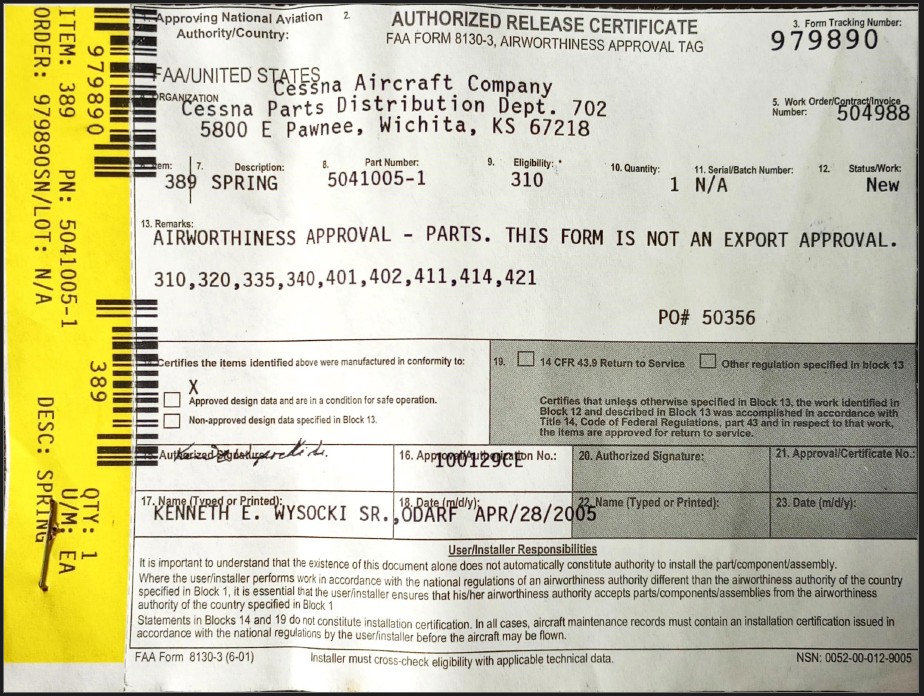 ITEM: 389 PN: 5041005-1 DESC: SPRING
ORDER: 979890SN/LOT: N/A
979890
389
QTY: 1
U/M: EA
1. Approving National Aviation
Authority/Country:
FAA/UNITED STATES
2.
AUTHORIZED RELEASE CERTIFICATE
FAA FORM 8130-3, AIRWORTHINESS APPROVAL TAG
3. Form Tracking Number:
979890
ORGANIZATION
Cessna Aircraft Company
Cessna Parts Distribution Dept. 702
5800 E Pawnee, Wichita, KS 67218
5. Work Order/Contract/Invoice
Number: 504988
Item: 7. Description: 8. Part Number: 9. Eligibility: * 10. Quantity: 11. Serial/Batch Number: 12. Status/Work:
389 SPRING 5041005-1 310 1 N/A New
13. Remarks:
AIRWORTHINESS APPROVAL - PARTS. THIS FORM IS NOT AN EXPORT APPROVAL.
310,320,335,340,401,402,411,414,421
PO# 50356
Certifies the items identified above were manufactured in conformity to:
X
Approved design data and are in a condition for safe operation.
Non-approved design data specified in Block 13.
19. 14 CFR 43.9 Return to Service Other regulation specified in block 13
Certifies that unless otherwise specified in Block 13, the work identified in
Block 12 and described in Block 13 was accomplished in accordance with
Title 14, Code of Federal Regulations, part 43 and in respect to that work,
the items are approved for return to service.
15. Authorized Signature:
16. Approval/Authorization No.:
100129CE
20. Authorized Signature:
21. Approval/Certificate No.:
17. Name (Typed or Printed):
KENNETH E. WYSOCKI SR.,ODARF
18. Date (m/d/y):
APR/28/2005
22. Name (Typed or Printed):
23. Date (m/d/y):
User/Installer Responsibilities
It is important to understand that the existence of this document alone does not automatically constitute authority to install the part/component/assembly.
Where the user/installer performs work in accordance with the national regulations of an airworthiness authority different than the airworthiness authority of the country
specified in Block 1, it is essential that the user/installer ensures that his/her airworthiness authority accepts parts/components/assemblies from the airworthiness
authority of the country specified in Block 1
Statements in Blocks 14 and 19 do not constitute installation certification. In all cases, aircraft maintenance records must contain an installation certification issued in
accordance with the national regulations by the user/installer before the aircraft may be flown.
FAA Form 8130-3 (6-01) Installer must cross-check eligibility with applicable technical data. NSN: 0052-00-012-9005